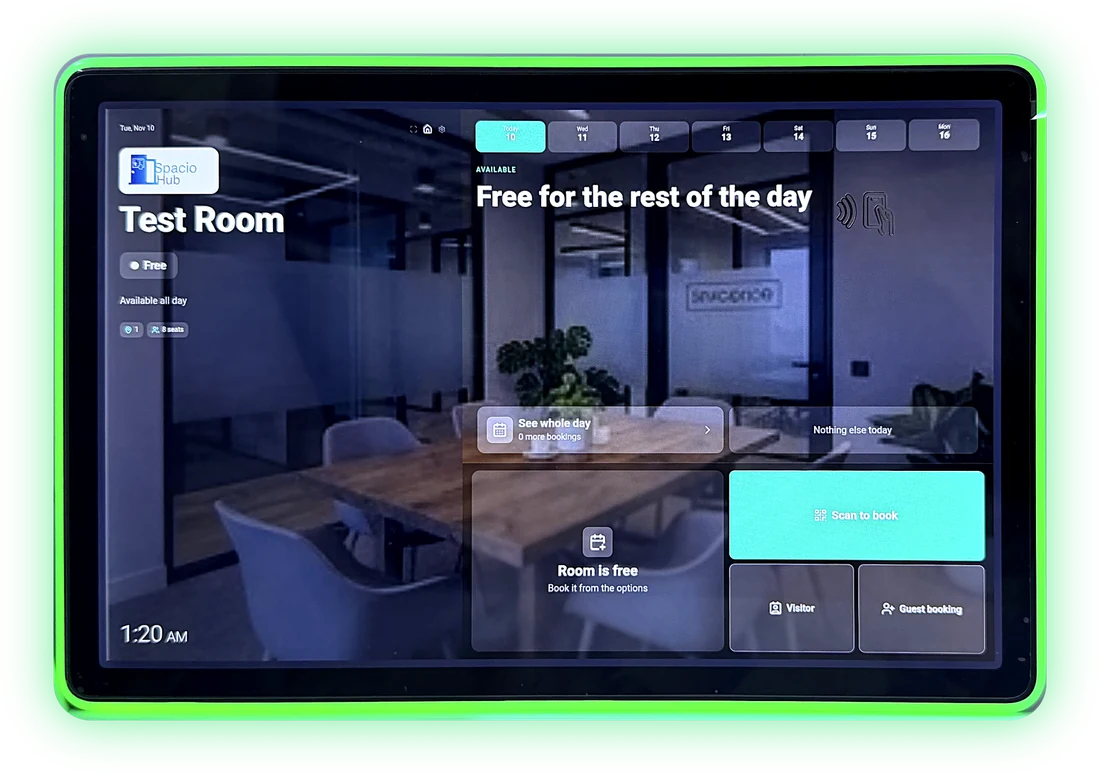 Tue, Nov 10
Spacio
Hub
Test Room
Free
Available all day
1
8 seats
1:20 AM
Today
10
Wed
11
Thu
12
Fri
13
Sat
14
Sun
15
Mon
16
AVAILABLE
Free for the rest of the day
See whole day
0 more bookings
Nothing else today
Room is free
Book it from the options
Scan to book
Visitor
Guest booking